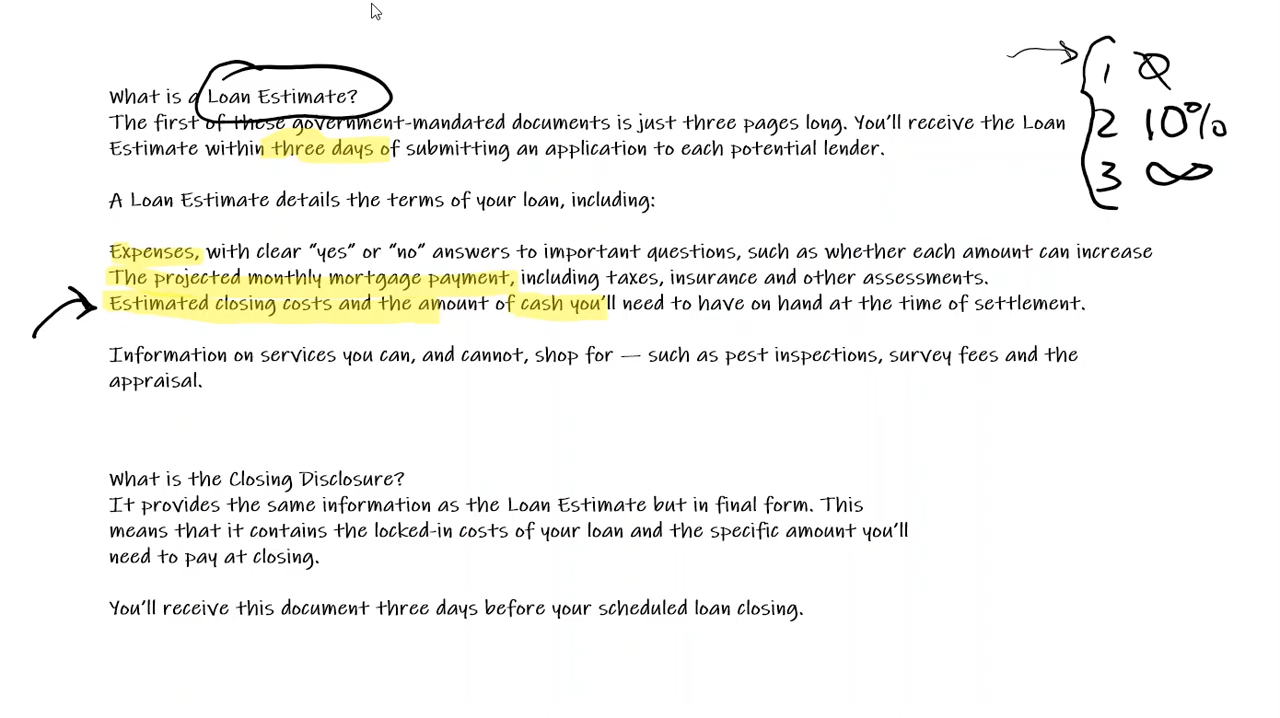 What is a Loan Estimate?
The first of these government-mandated documents is just three pages long. You'll receive the Loan
Estimate within three days of submitting an application to each potential lender.
A Loan Estimate details the terms of your loan, including:
Expenses, with clear "yes" or "no" answers to important questions, such as whether each amount can increase
The projected monthly mortgage payment, including taxes, insurance and other assessments.
Estimated closing costs and the amount of cash you'll need to have on hand at the time of settlement.
Information on services you can, and cannot, shop for — such as pest inspections, survey fees and the
appraisal.
What is the Closing Disclosure?
It provides the same information as the Loan Estimate but in final form. This
means that it contains the locked-in costs of your loan and the specific amount you'll
need to pay at closing.
You'll receive this document three days before your scheduled loan closing.
1 Ø
2 10%
3 ∞